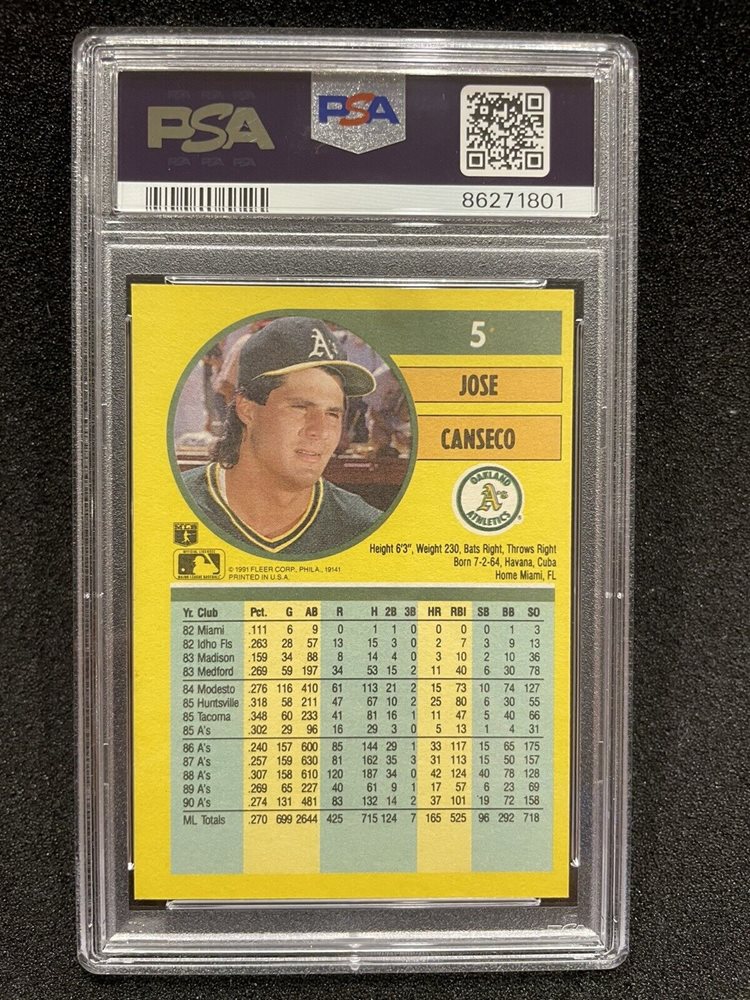 PSA
PSA
PSA PSA PSA
86271801
5
JOSE
CANSECO
A's
OAKLAND
A's
ATHLETICS
MLB
Height 6'3", Weight 230, Bats Right, Throws Right
Born 7-2-64, Havana, Cuba
Home Miami, FL
© 1991 FLEER CORP., PHILA., 19141
PRINTED IN U.S.A.
Yr. Club Pct. G AB R H 2B 3B HR RBI SB BB SO
82 Miami .111 6 9 0 1 1 0 0 0 0 1 3
82 Idho Fls .263 28 57 13 15 3 0 2 7 3 9 13
83 Madison .159 34 88 8 14 4 0 3 10 2 10 36
83 Medford .269 59 197 34 53 15 2 11 40 6 30 78
84 Modesto .276 116 410 61 113 21 2 15 73 10 74 127
85 Huntsville .318 58 211 47 67 10 2 25 80 6 30 55
85 Tacoma .348 60 233 41 81 16 1 11 47 5 40 66
85 A's .302 29 96 16 29 3 0 5 13 1 4 31
86 A's .240 157 600 85 144 29 1 33 117 15 65 175
87 A's .257 159 630 81 162 35 3 31 113 15 50 157
88 A's .307 158 610 120 187 34 0 42 124 40 78 128
89 A's .269 65 227 40 61 9 1 17 57 6 23 69
90 A's .274 131 481 83 132 14 2 37 101 19 72 158
ML Totals .270 699 2644 425 715 124 7 165 525 96 292 718
PSA